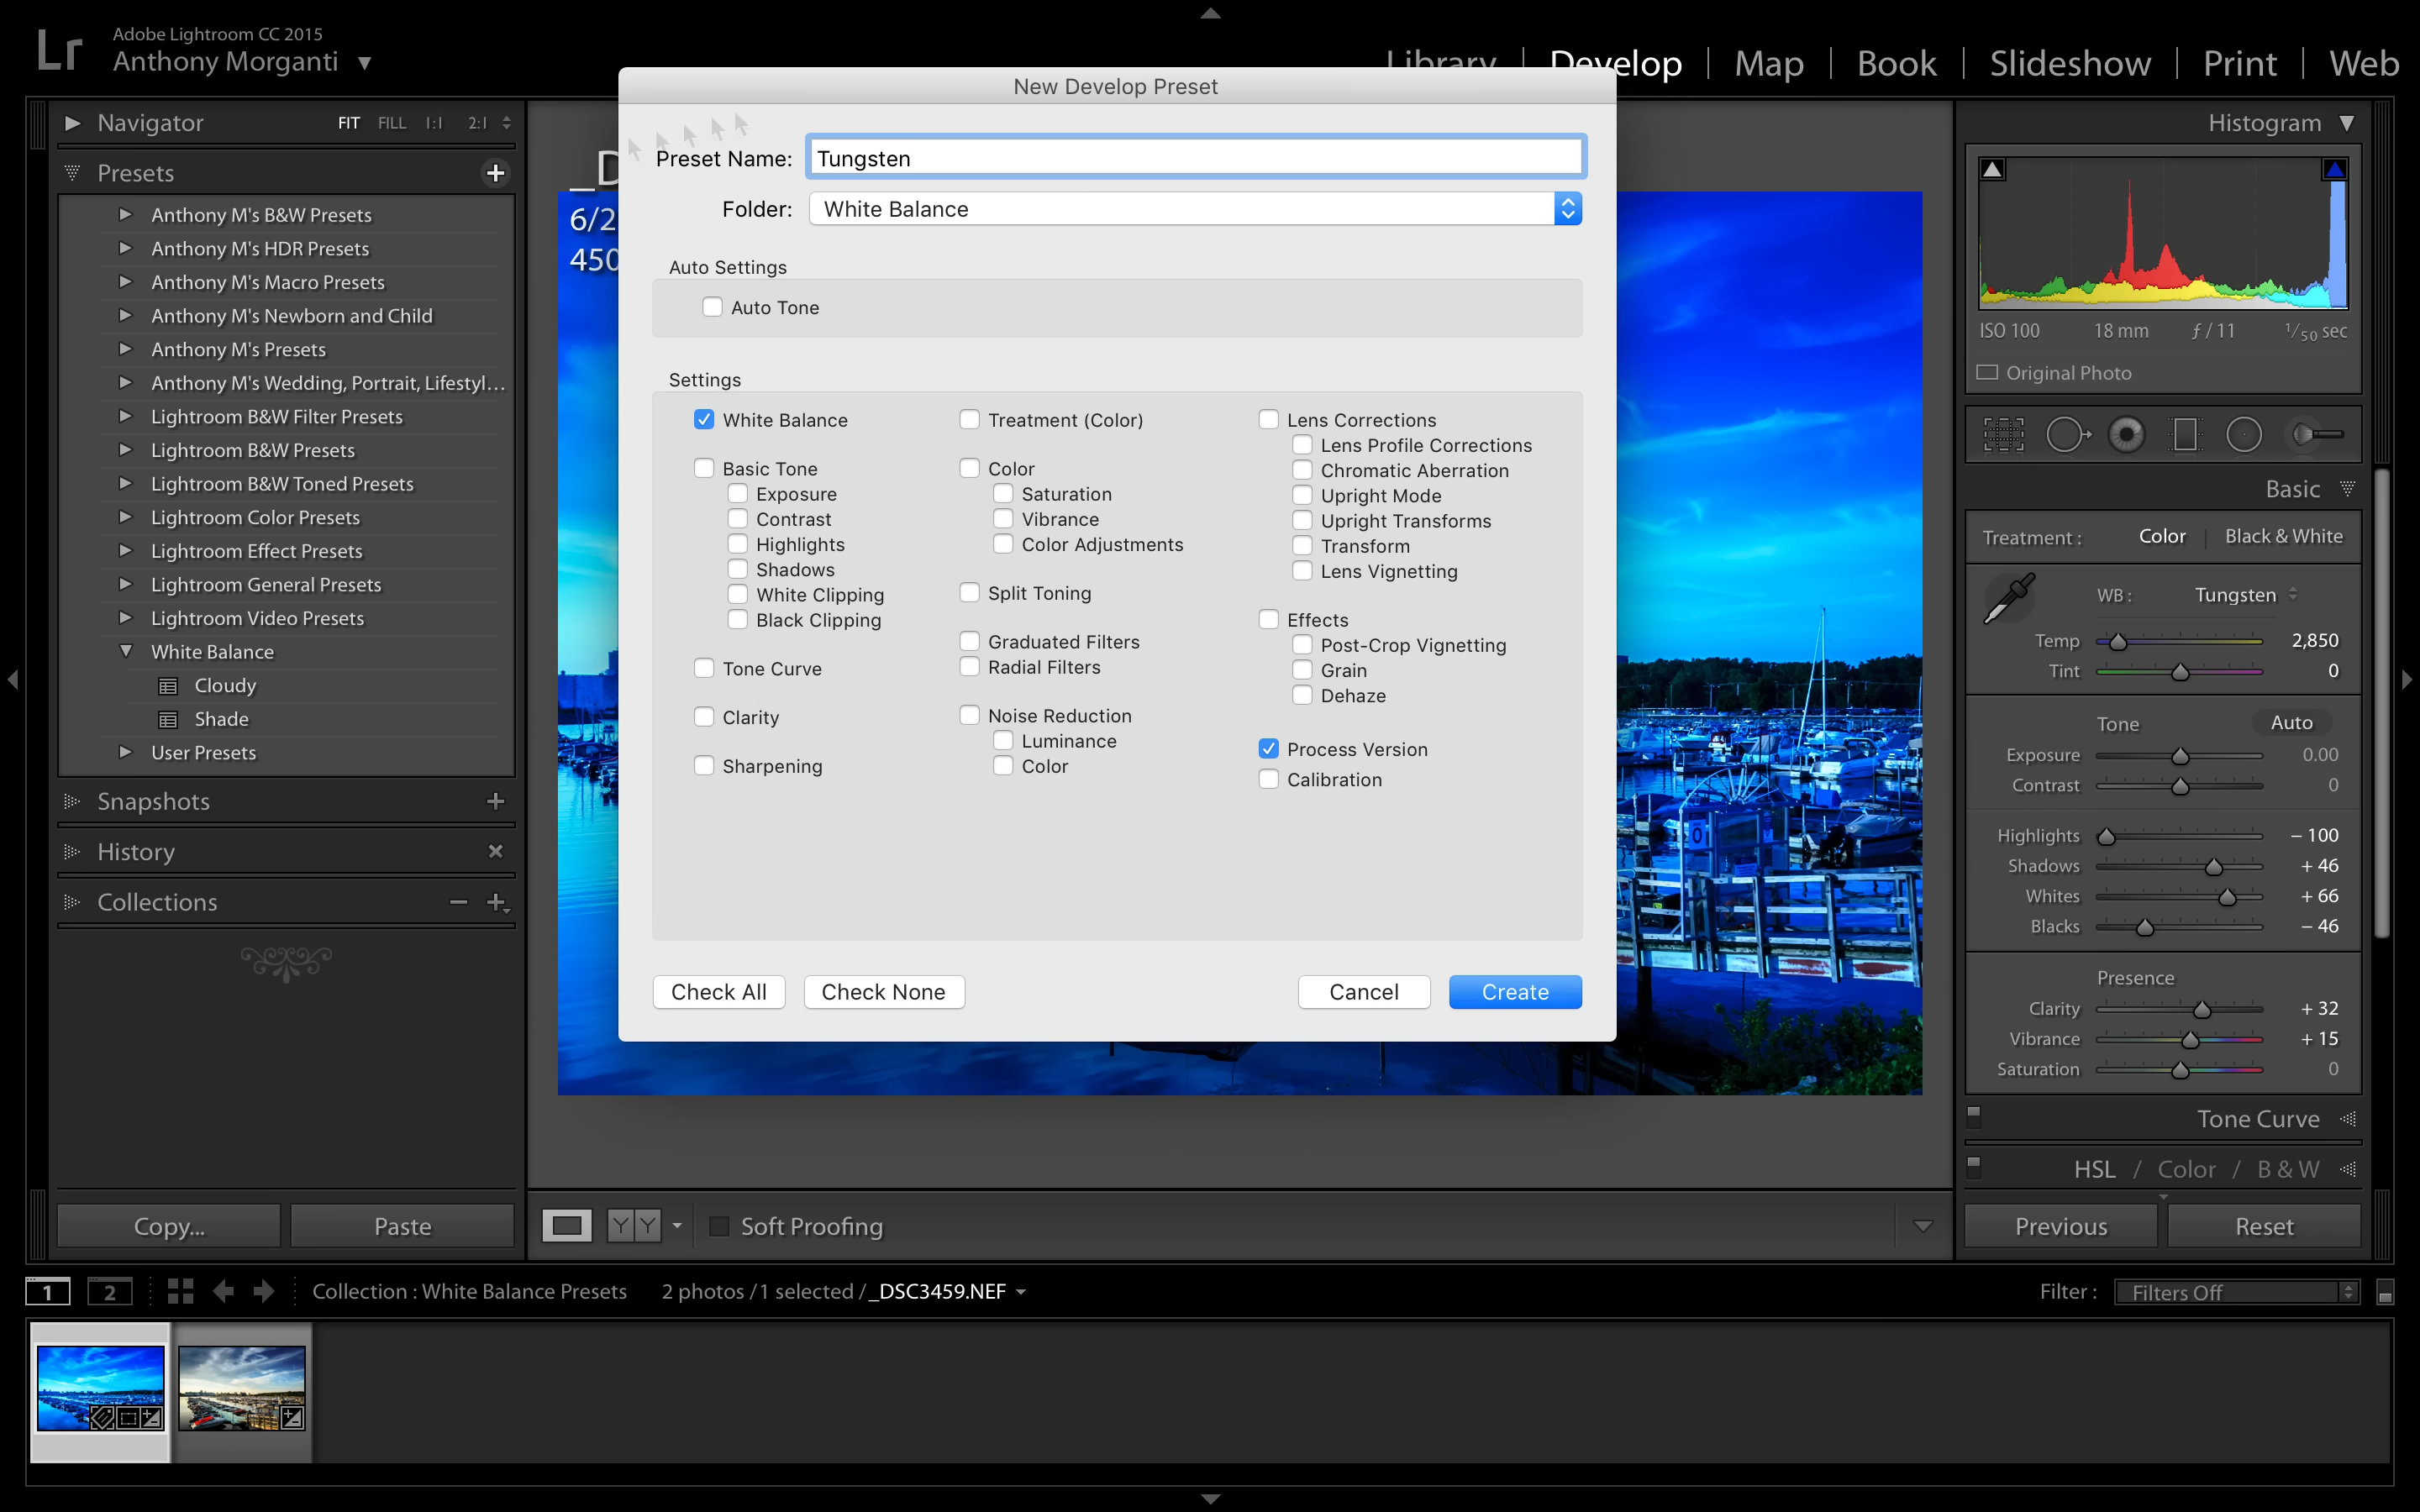 Lr
Adobe Lightroom CC 2015
Anthony Morganti
Library | Develop | Map | Book | Slideshow | Print | Web
Navigator FIT FILL 1:1 2:1
Presets
Anthony M's B&W Presets
Anthony M's HDR Presets
Anthony M's Macro Presets
Anthony M's Newborn and Child
Anthony M's Presets
Anthony M's Wedding, Portrait, Lifestyl...
Lightroom B&W Filter Presets
Lightroom B&W Presets
Lightroom B&W Toned Presets
Lightroom Color Presets
Lightroom Effect Presets
Lightroom General Presets
Lightroom Video Presets
White Balance
Cloudy
Shade
User Presets
Snapshots
History
Collections
Copy... Paste
_D
6/2
450
New Develop Preset
Preset Name: Tungsten
Folder: White Balance
Auto Settings
Auto Tone
Settings
White Balance
Basic Tone
Exposure
Contrast
Highlights
Shadows
White Clipping
Black Clipping
Tone Curve
Clarity
Sharpening
Treatment (Color)
Color
Saturation
Vibrance
Color Adjustments
Split Toning
Graduated Filters
Radial Filters
Noise Reduction
Luminance
Color
Lens Corrections
Lens Profile Corrections
Chromatic Aberration
Upright Mode
Upright Transforms
Transform
Lens Vignetting
Effects
Post-Crop Vignetting
Grain
Dehaze
Process Version
Calibration
Check All Check None Cancel Create
YY Soft Proofing
Histogram
ISO 100 18 mm f / 11 1/50 sec
Original Photo
Basic
Treatment : Color | Black & White
WB : Tungsten
Temp 2,850
Tint 0
Tone Auto
Exposure 0.00
Contrast 0
Highlights – 100
Shadows + 46
Whites + 66
Blacks – 46
Presence
Clarity + 32
Vibrance + 15
Saturation 0
Tone Curve
HSL / Color / B & W
Previous Reset
1 2 Collection : White Balance Presets 2 photos / 1 selected / _DSC3459.NEF Filter : Filters Off